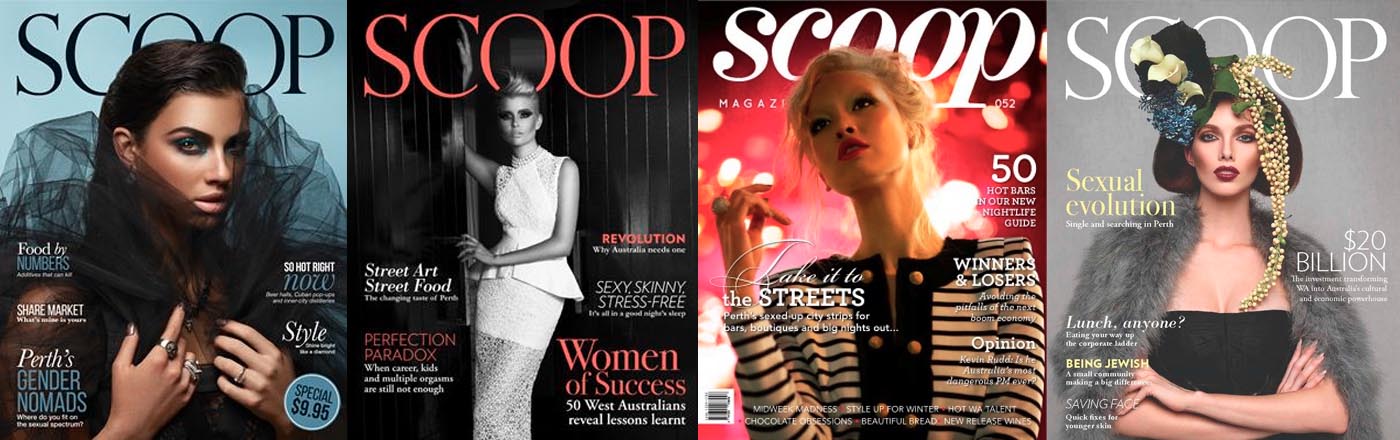 SCOOP
Food by
NUMBERS
Additives that can kill
SHARE MARKET
What's mine is yours
Perth's
GENDER
NOMADS
Where do you fit on
the sexual spectrum?
SO HOT RIGHT
now
Beer halls, Cuban pop-ups
and inner-city distilleries
Style
Shine bright
like a diamond
SPECIAL
$9.95
SCOOP
REVOLUTION
Why Australia needs one
Street Art
Street Food
The changing taste of Perth
SEXY, SKINNY,
STRESS-FREE
It's all in a good night's sleep
PERFECTION
PARADOX
When career, kids
and multiple orgasms
are still not enough
Women
of Success
50 West Australians
reveal lessons learnt
scoop
MAGAZI
052
50
HOT BARS
IN OUR NEW
NIGHTLIFE
GUIDE
Take it to
the STREETS
Perth's sexed-up city strips for
bars, boutiques and big nights out...
WINNERS
& LOSERS
Avoiding the
pitfalls of the next
boom economy
Opinion
Kevin Rudd: Is he
Australia's most
dangerous PM ever?
MIDWEEK MADNESS STYLE UP FOR WINTER HOT WA TALENT
CHOCOLATE OBSESSIONS BEAUTIFUL BREAD NEW RELEASE WINES
SCOOP
Sexual
evolution
Single and searching in Perth
$20
BILLION
The investment transforming
WA into Australia's cultural
and economic powerhouse
Lunch, anyone?
Eating your way up
the corporate ladder
BEING JEWISH
A small community
making a big difference
SAVING FACE
Quick fixes for
younger skin